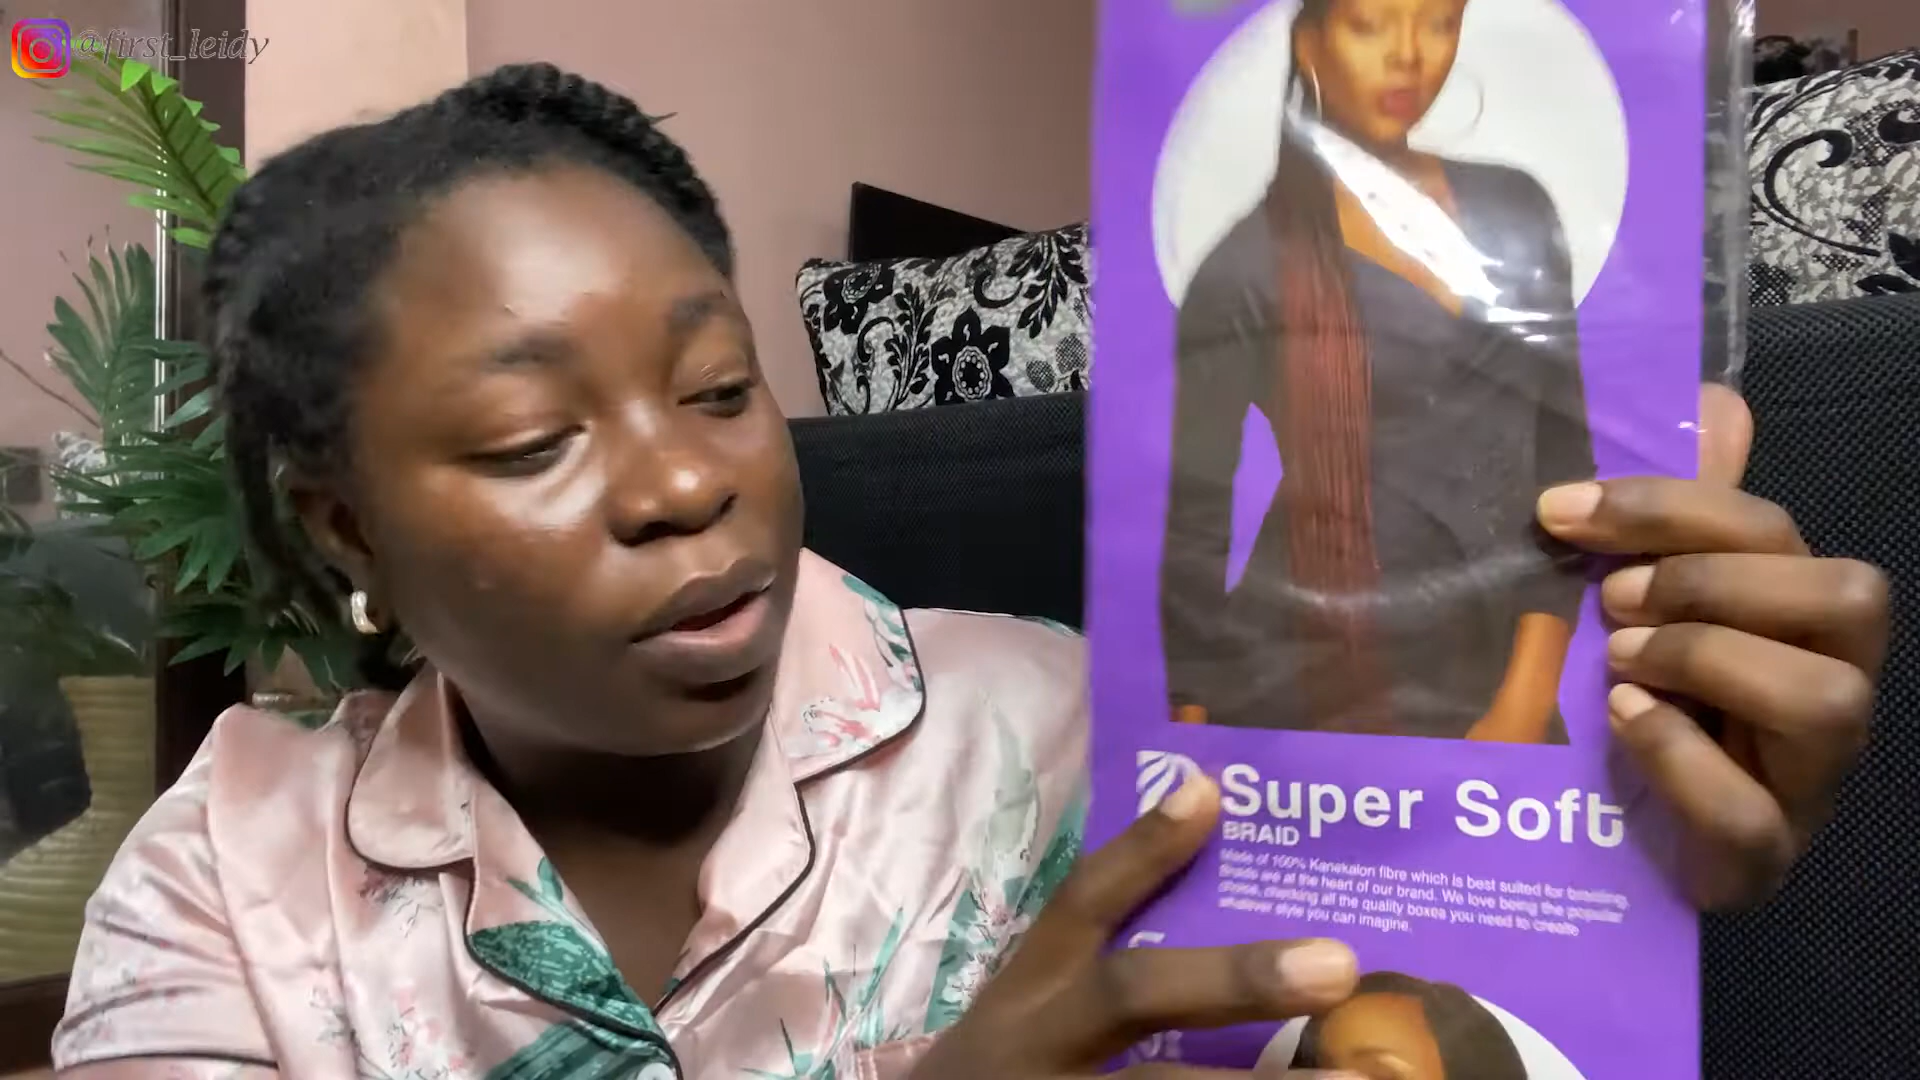 @first_leidy
Super Soft
BRAID
Made of 100% Kanekalon fibre which is best suited for braiding.
Braids are at the heart of our brand. We love being the popular
choice, checking all the quality boxes you need to create
whatever style you can imagine.